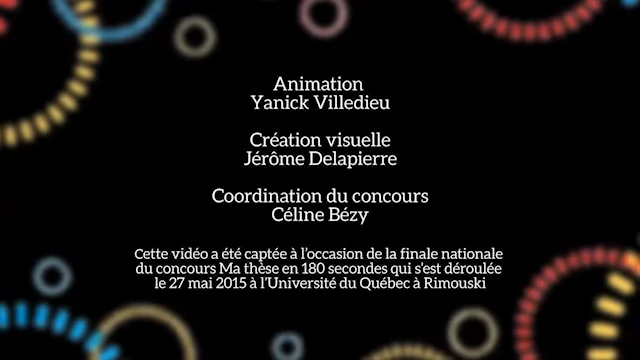 Animation
Yanick Villedieu
Création visuelle
Jérôme Delapierre
Coordination du concours
Céline Bézy
Cette vidéo a été captée à l'occasion de la finale nationale
du concours Ma thèse en 180 secondes qui s'est déroulée
le 27 mai 2015 à l'Université du Québec à Rimouski